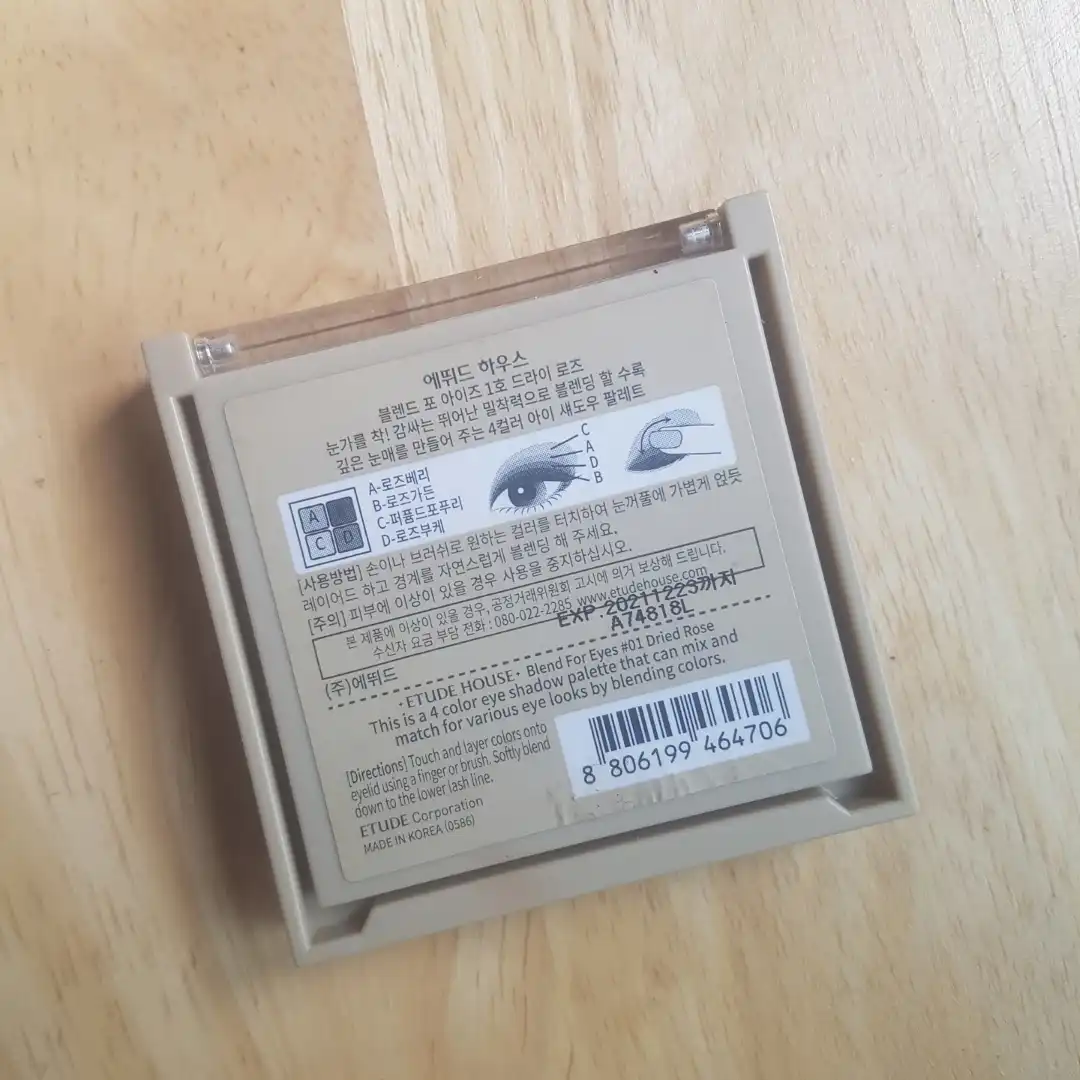 에뛰드 하우스
블렌드 포 아이즈 1호 드라이 로즈
눈가를 착! 감싸는 뛰어난 밀착력으로 블렌딩 할 수록
깊은 눈매를 만들어 주는 4컬러 아이 섀도우 팔레트
A
C D
A-로즈베리
B-로즈가든
C-퍼퓸드포푸리
D-로즈부케
C
A
D
B
[사용방법] 손이나 브러쉬로 원하는 컬러를 터치하여 눈꺼풀에 가볍게 얹듯
레이어드 하고 경계를 자연스럽게 블렌딩 해 주세요.
[주의] 피부에 이상이 있을 경우 사용을 중지하십시오.
본 제품에 이상이 있을 경우, 공정거래위원회 고시에 의거 보상해 드립니다.
수신자 요금 부담 전화 : 080-022-2285 www.etudehouse.com
EXP 20211223까지
A74818L
(주)에뛰드
·ETUDE HOUSE· Blend For Eyes #01 Dried Rose
This is a 4 color eye shadow palette that can mix and
match for various eye looks by blending colors.
[Directions] Touch and layer colors onto
eyelid using a finger or brush. Softly blend
down to the lower lash line.
ETUDE Corporation
MADE IN KOREA (0586)
8 806199 464706